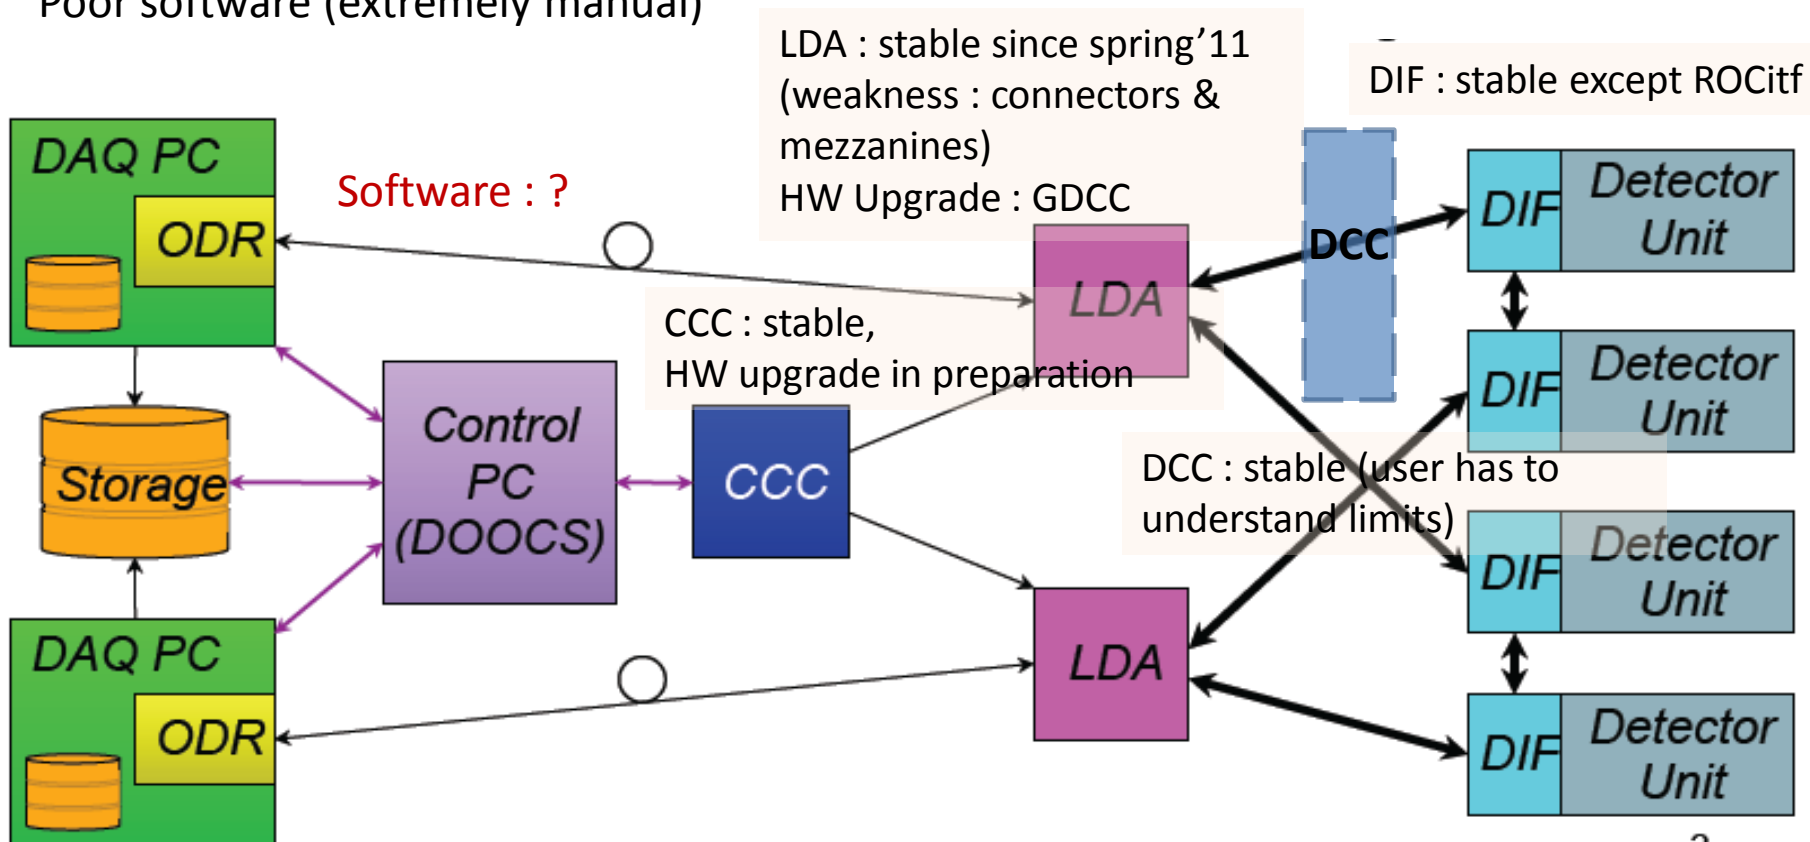 Poor software (extremely manual)
LDA : stable since spring’11
(weakness : connectors &
mezzanines)
HW Upgrade : GDCC
DIF : stable except ROCitf
DAQ PC
ODR
Software : ?
DCC
LDA
DIF
Detector
Unit
CCC : stable,
HW upgrade in preparation
DIF
Detector
Unit
Storage
Control
PC
(DOOCS)
CCC
DCC : stable (user has to
understand limits)
DIF
Detector
Unit
DAQ PC
ODR
LDA
DIF
Detector
Unit